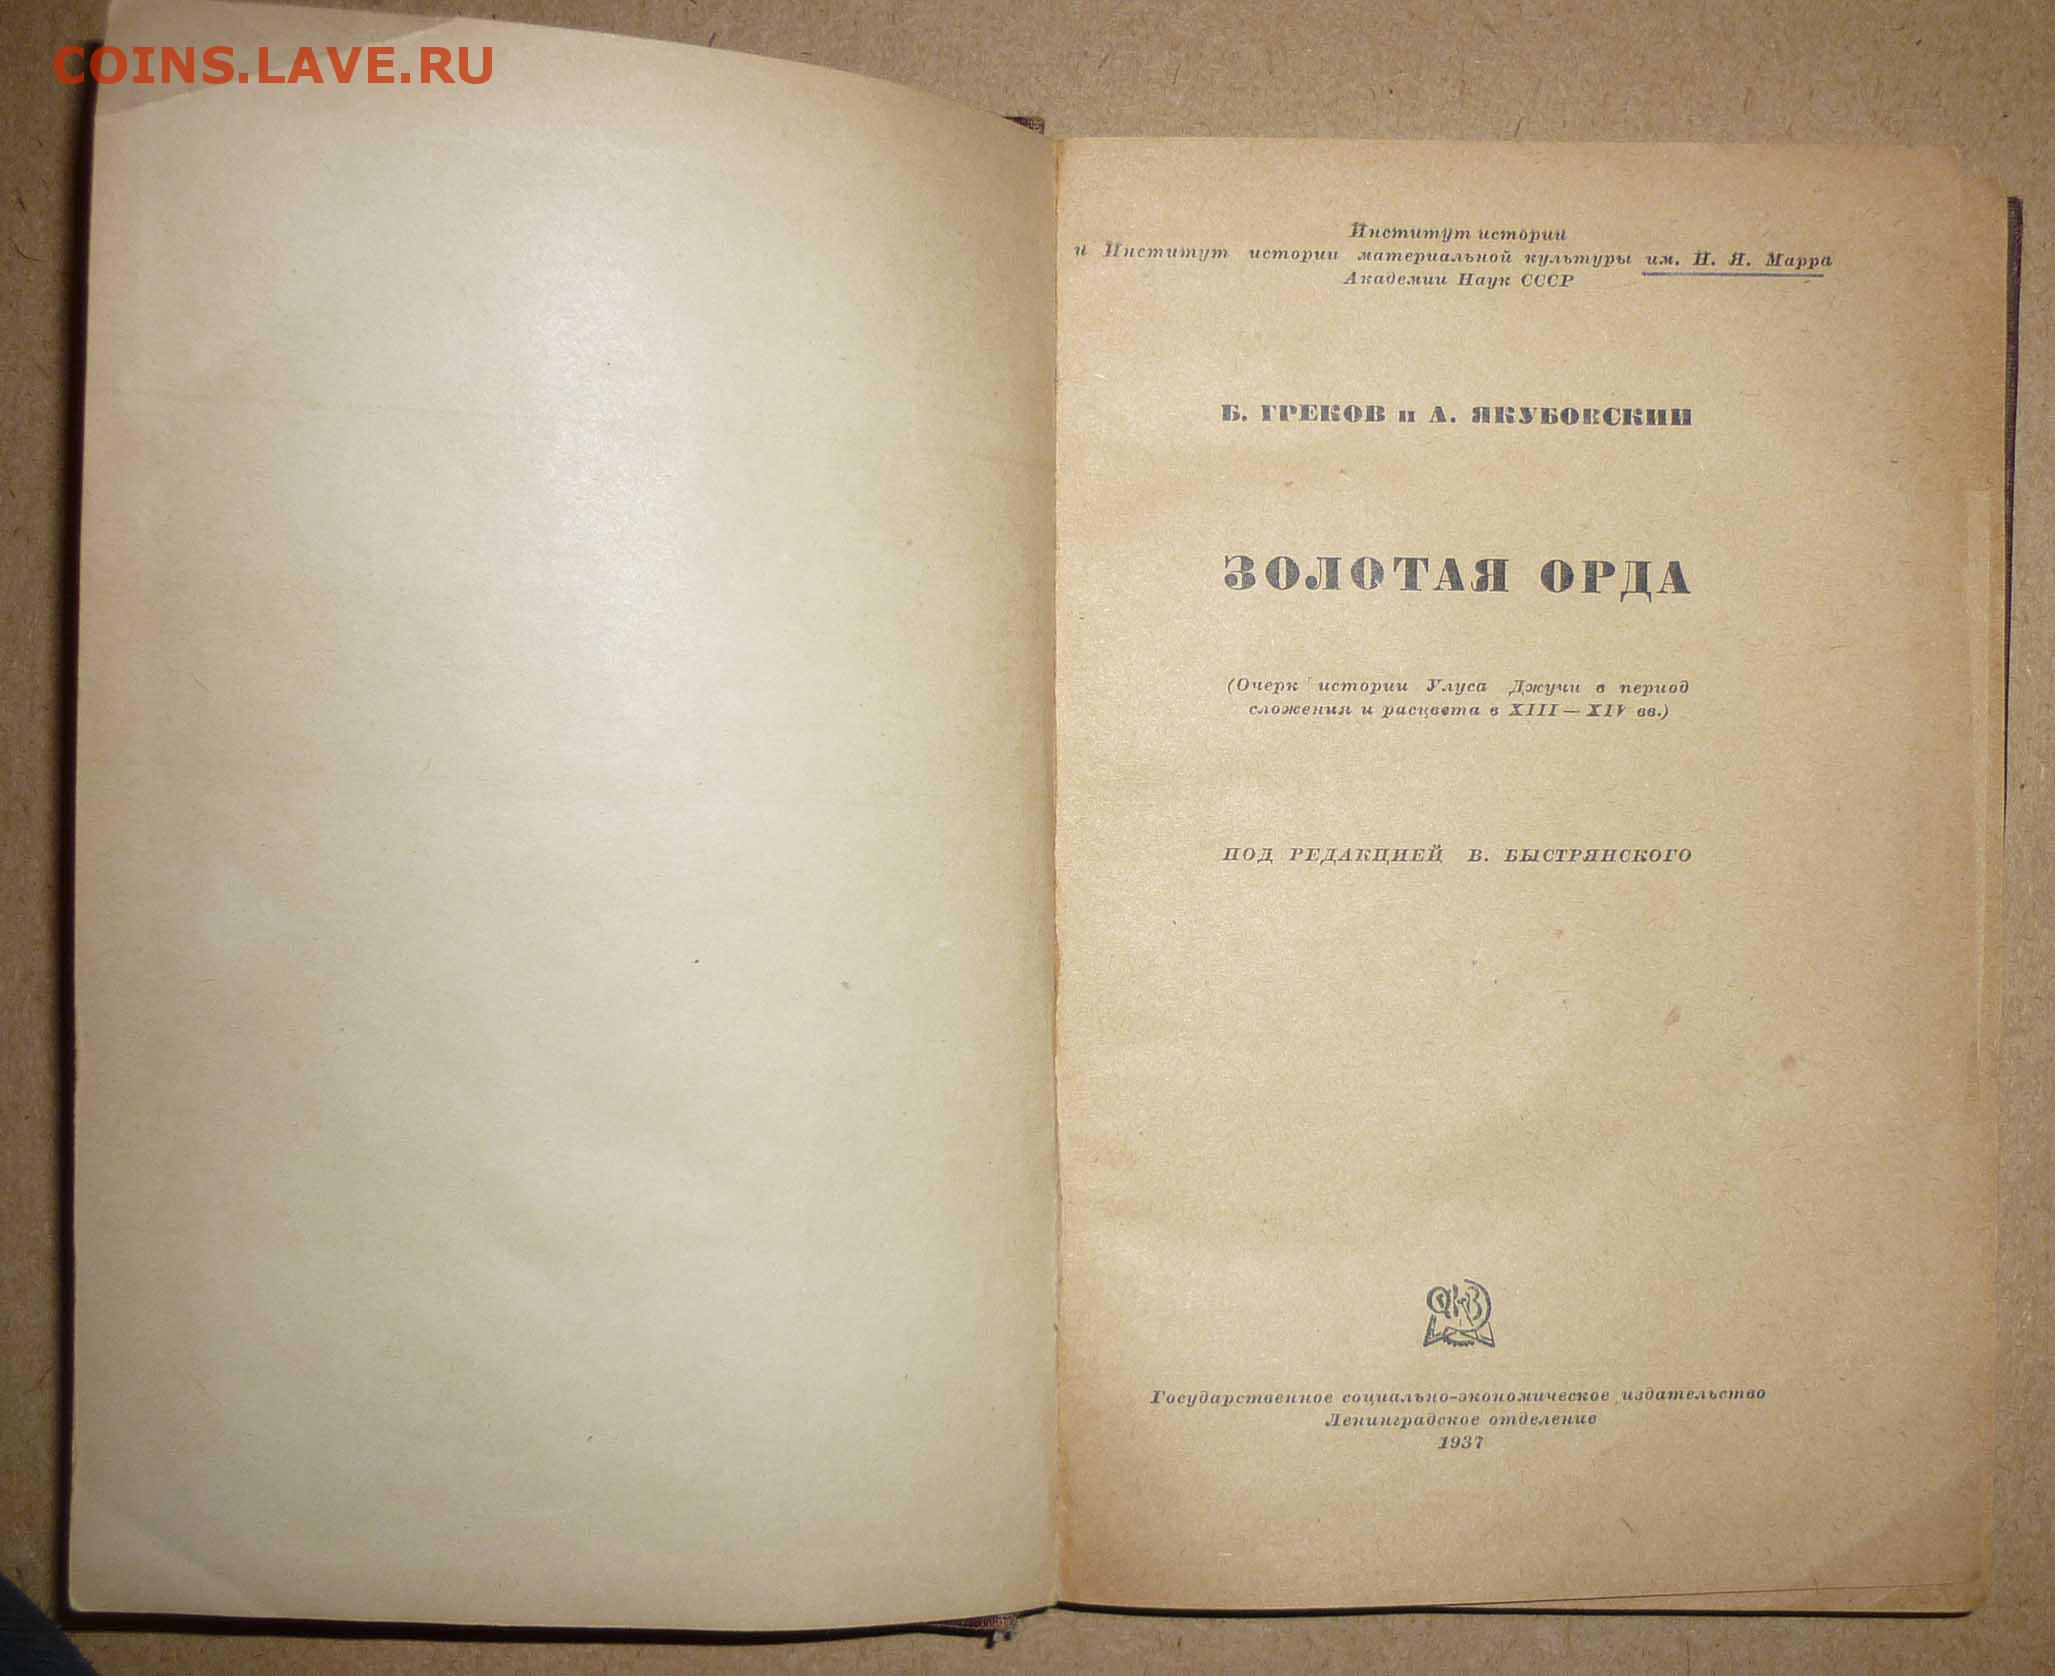 COINS.LAVE.RU
Институт истории
и Институт истории материальной культуры им. Н. Я. Марра
Академии Наук СССР
Б. ГРЕКОВ и А. ЯКУБОВСКИЙ
ЗОЛОТАЯ ОРДА
(Очерк истории Улуса Джучи в период
сложения и расцвета в XIII — XIV вв.)
ПОД РЕДАКЦИЕЙ В. БЫСТРЯНСКОГО
Государственное социально-экономическое издательство
Ленинградское отделение
1937